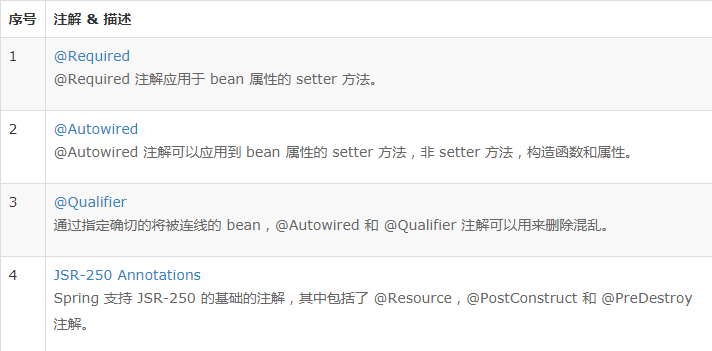 序号 注解 & 描述
1 @Required
@Required 注解应用于 bean 属性的 setter 方法。
2 @Autowired
@Autowired 注解可以应用到 bean 属性的 setter 方法，非 setter 方法，构造函数和属性。
3 @Qualifier
通过指定确切的将被连线的 bean，@Autowired 和 @Qualifier 注解可以用来删除混乱。
4 JSR-250 Annotations
Spring 支持 JSR-250 的基础的注解，其中包括了 @Resource，@PostConstruct 和 @PreDestroy
注解。